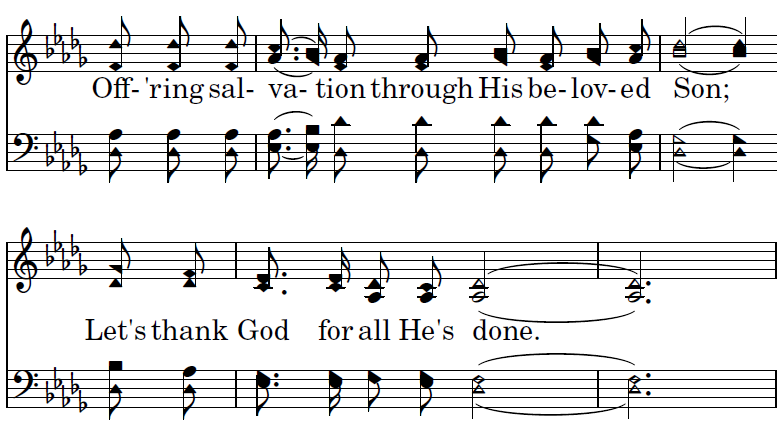 Off- 'ring sal- va- tion through His be- lov- ed Son;
Let's thank God for all He's done.